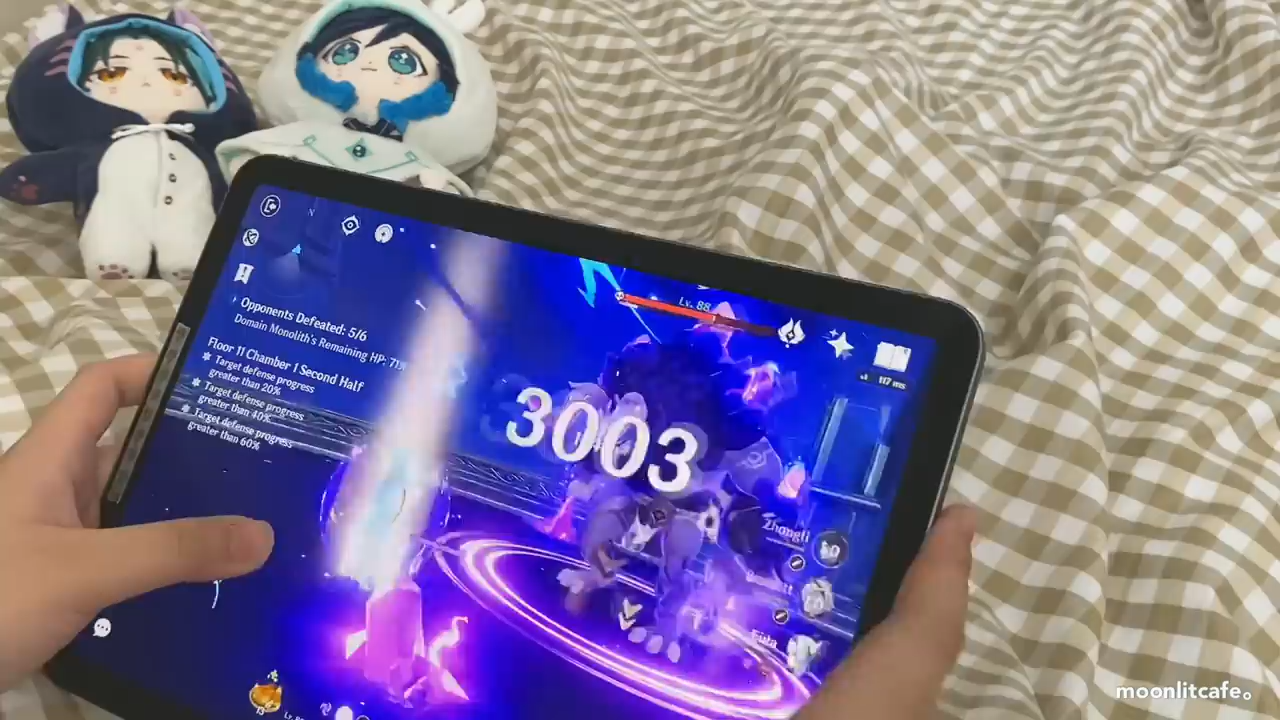 N
Opponents Defeated: 5/6
Domain Monolith's Remaining HP: 71%
Floor 11 Chamber 1 Second Half
Target defense progress
greater than 20%
Target defense progress
greater than 40%
Target defense progress
greater than 60%
Lv. 88
117 ms
3003
Zhongli
moonlitcafe。